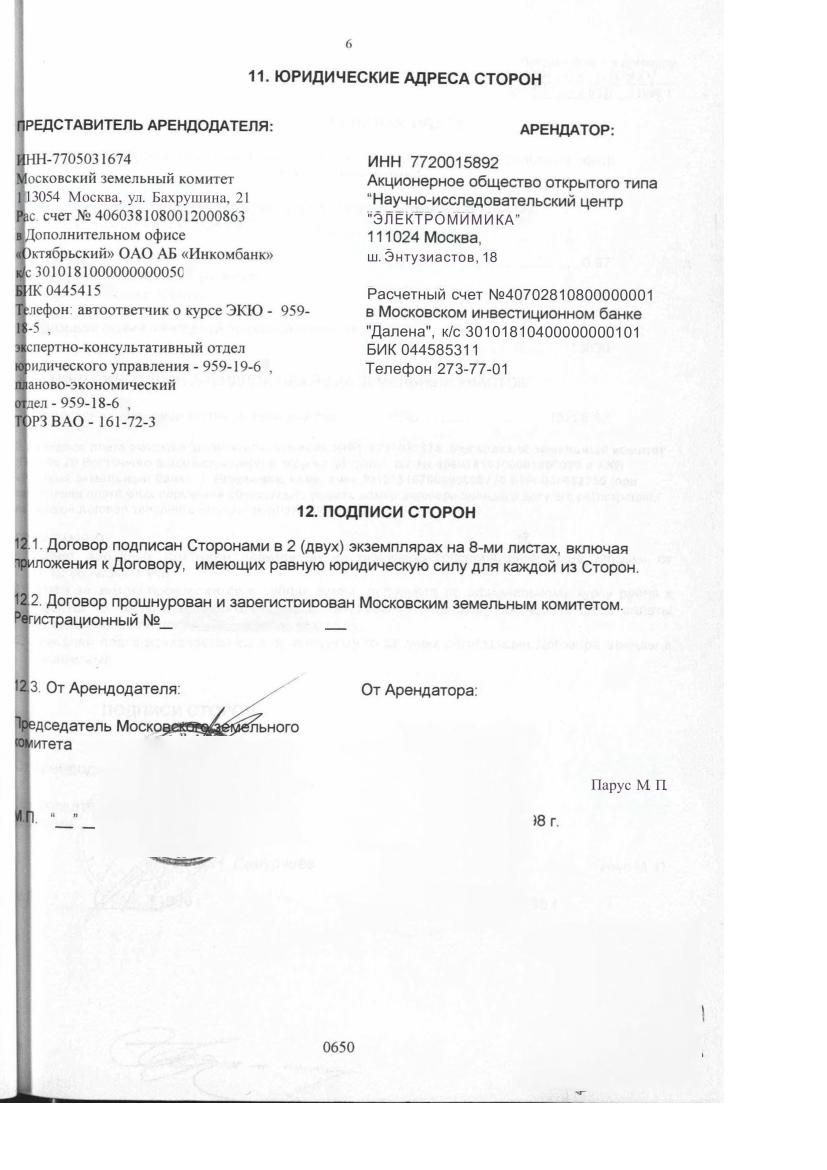 6
11. ЮРИДИЧЕСКИЕ АДРЕСА СТОРОН
ПРЕДСТАВИТЕЛЬ АРЕНДОДАТЕЛЯ:
ИНН-7705031674
Московский земельный комитет
113054 Москва, ул. Бахрушина, 21
Рас. счет № 4060381080012000863
в Дополнительном офисе
«Октябрьский» ОАО АБ «Инкомбанк»
к/с 3010181000000000050
БИК 0445415
Телефон: автоответчик о курсе ЭКЮ - 959-
18-5 ,
экспертно-консультативный отдел
юридического управления - 959-19-6 ,
планово-экономический
отдел - 959-18-6 ,
ТОРЗ ВАО - 161-72-3
АРЕНДАТОР:
ИНН 7720015892
Акционерное общество открытого типа
“Научно-исследовательский центр
"ЭЛЕКТРОМИМИКА"
111024 Москва,
ш. Энтузиастов, 18
Расчетный счет №40702810800000001
в Московском инвестиционном банке
"Далена", к/с 30101810400000000101
БИК 044585311
Телефон 273-77-01
12. ПОДПИСИ СТОРОН
12.1. Договор подписан Сторонами в 2 (двух) экземплярах на 8-ми листах, включая
приложения к Договору, имеющих равную юридическую силу для каждой из Сторон.
12.2. Договор прошнурован и зарегистрирован Московским земельным комитетом.
Регистрационный №__ ___
12.3. От Арендодателя:
От Арендатора:
Председатель Московского земельного
комитета
Парус М. П.
М.П. “__” _
98 г.
0650